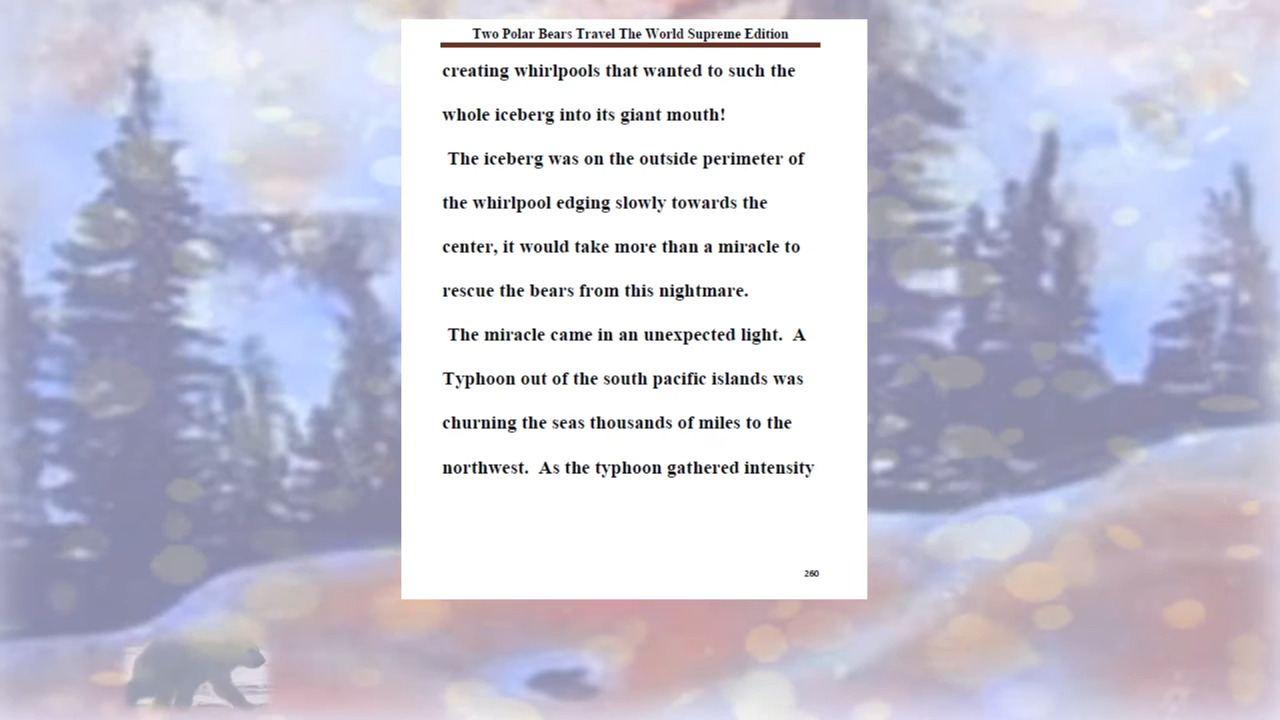 Two Polar Bears Travel The World Supreme Edition
creating whirlpools that wanted to such the
whole iceberg into its giant mouth!
The iceberg was on the outside perimeter of
the whirlpool edging slowly towards the
center, it would take more than a miracle to
rescue the bears from this nightmare.
The miracle came in an unexpected light.  A
Typhoon out of the south pacific islands was
churning the seas thousands of miles to the
northwest.  As the typhoon gathered intensity
260